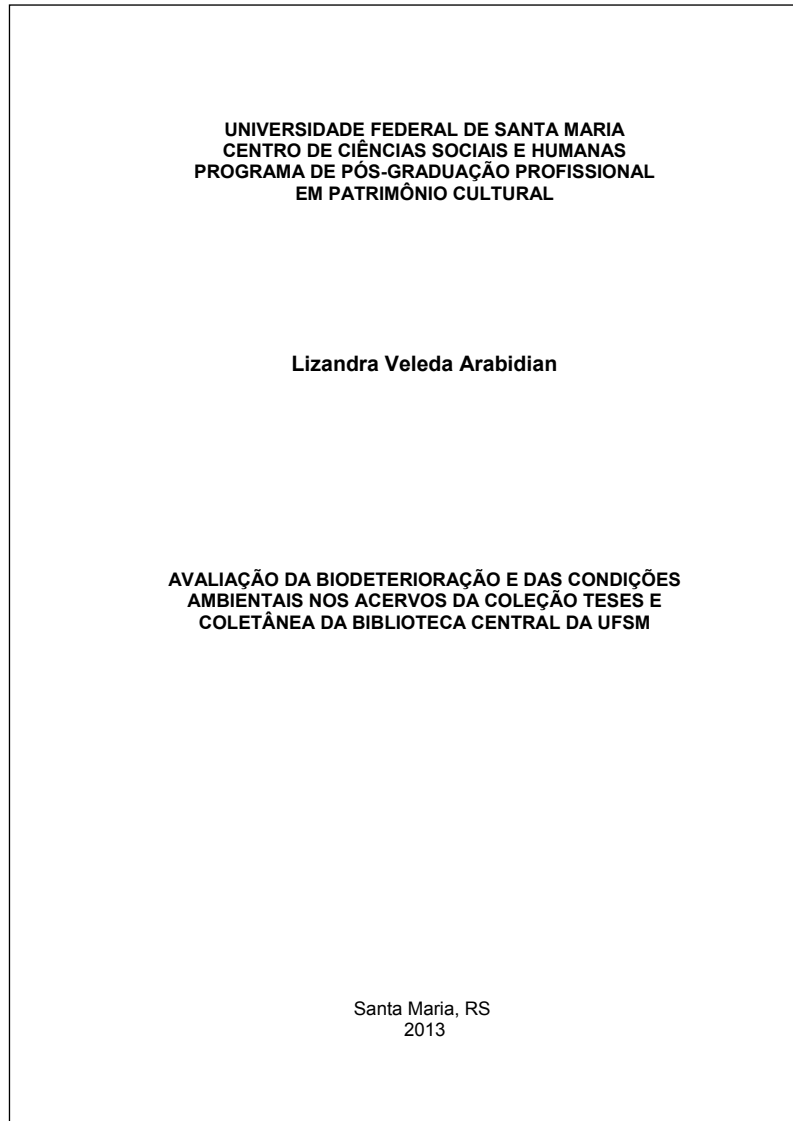 UNIVERSIDADE FEDERAL DE SANTA MARIA
CENTRO DE CIÊNCIAS SOCIAIS E HUMANAS
PROGRAMA DE PÓS-GRADUAÇÃO PROFISSIONAL
EM PATRIMÔNIO CULTURAL
Lizandra Veleda Arabidian
AVALIAÇÃO DA BIODETERIORAÇÃO E DAS CONDIÇÕES
AMBIENTAIS NOS ACERVOS DA COLEÇÃO TESES E
COLETÂNEA DA BIBLIOTECA CENTRAL DA UFSM
Santa Maria, RS
2013